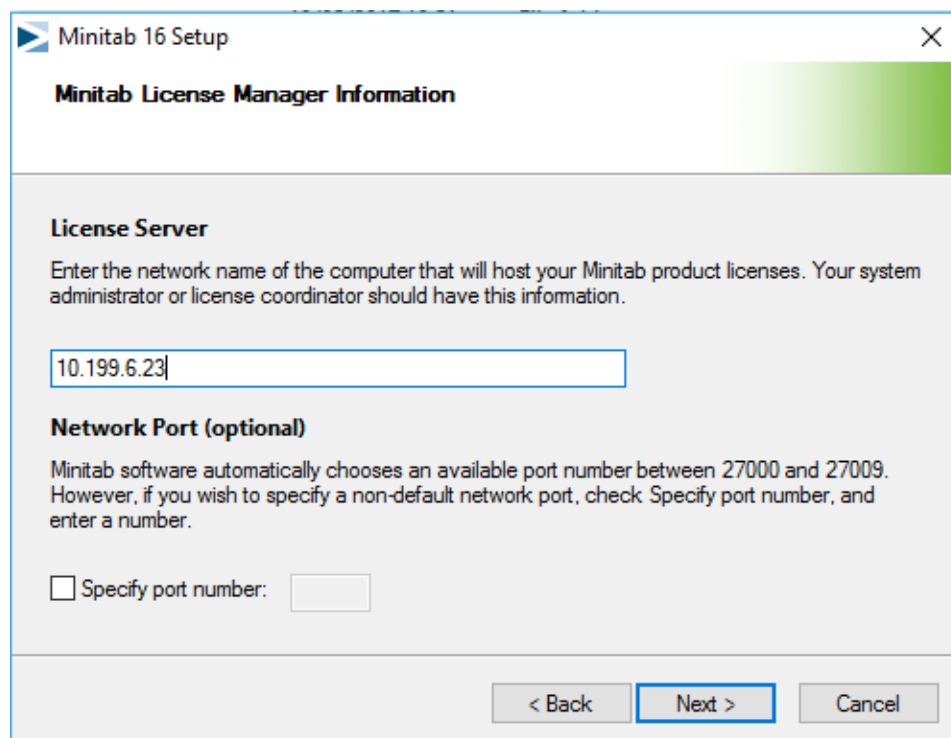 Minitab 16 Setup
Minitab License Manager Information
License Server
Enter the network name of the computer that will host your Minitab product licenses. Your system
administrator or license coordinator should have this information.
10.199.6.23
Network Port (optional)
Minitab software automatically chooses an available port number between 27000 and 27009.
However, if you wish to specify a non-default network port, check Specify port number, and
enter a number.
Specify port number:
< Back Next > Cancel